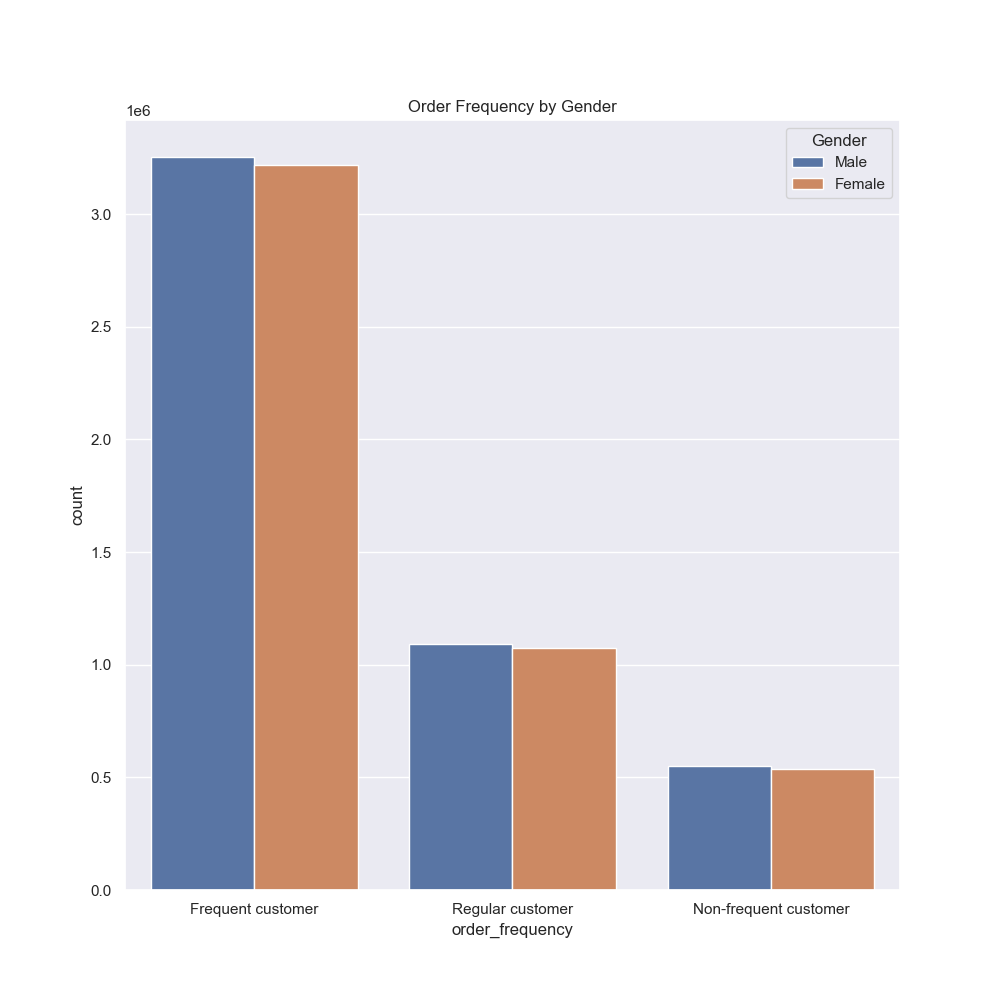 Order Frequency by Gender
1e6
Gender
Male
Female
3.0
2.5
2.0
1.5
1.0
0.5
0.0
count
Frequent customer
Regular customer
Non-frequent customer
order_frequency